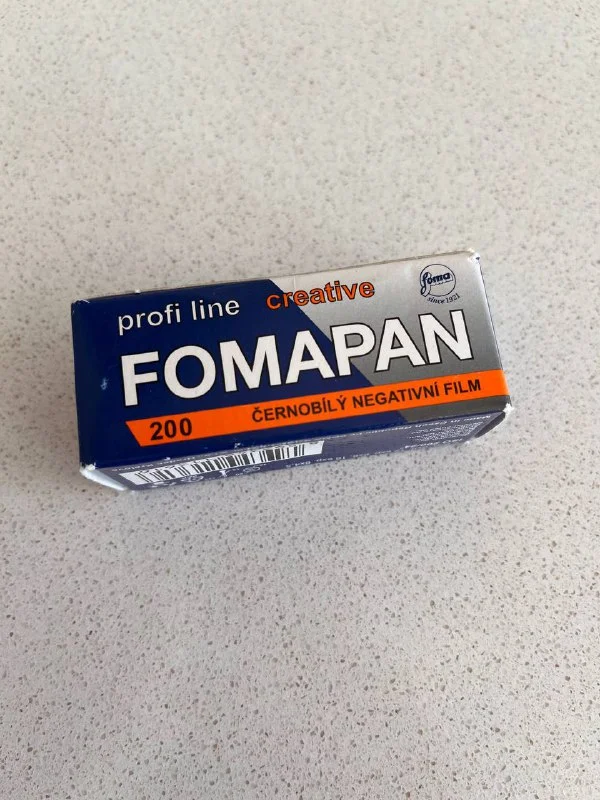 profi line creative
foma
since 1921
FOMAPAN
200 ČERNOBÍLÝ NEGATIVNÍ FILM